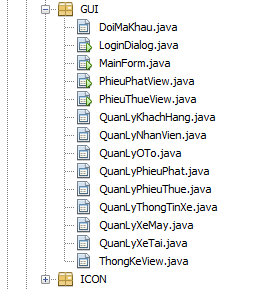 GUI
DoiMaKhau.java
LoginDialog.java
MainForm.java
PhieuPhatView.java
PhieuThueView.java
QuanLyKhachHang.java
QuanLyNhanVien.java
QuanLyOTo.java
QuanLyPhieuPhat.java
QuanLyPhieuThue.java
QuanLyThongTinXe.java
QuanLyXeMay.java
QuanLyXeTai.java
ThongKeView.java
ICON